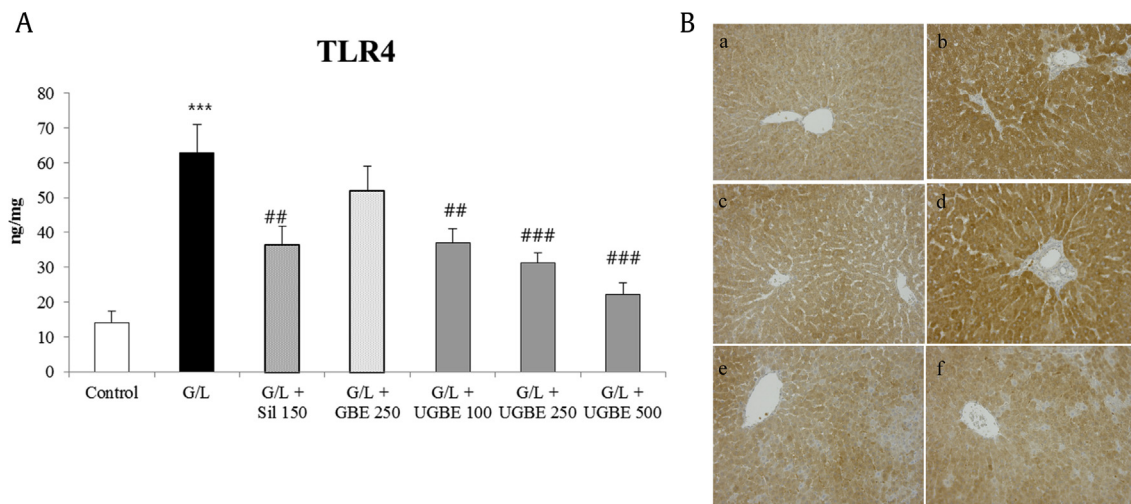 A
TLR4
ng/mg
80
70
60
50
40
30
20
10
0
***
##
##
###
###
Control
G/L
G/L +
Sil 150
G/L +
GBE 250
G/L +
UGBE 100
G/L +
UGBE 250
G/L +
UGBE 500
B
a
b
c
d
e
f